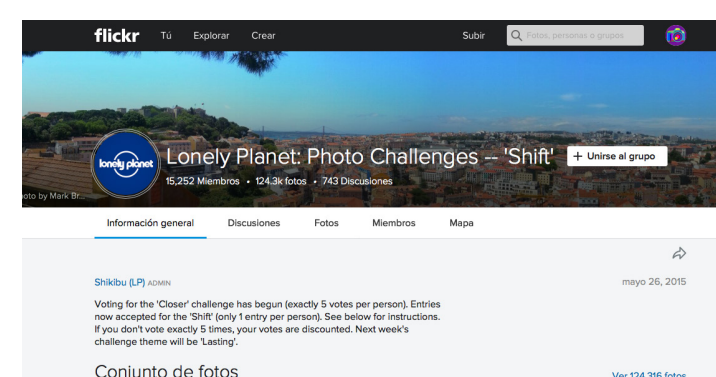 flickr Tú Explorar Crear Subir Fotos, personas o grupos
lonely planet
Lonely Planet: Photo Challenges -- 'Shift'
+ Unirse al grupo
15,252 Miembros • 124.3k fotos • 743 Discusiones
oto by Mark Br...
Información general Discusiones Fotos Miembros Mapa
Shikibu (LP) ADMIN mayo 26, 2015
Voting for the 'Closer' challenge has begun (exactly 5 votes per person). Entries
now accepted for the 'Shift' (only 1 entry per person). See below for instructions.
If you don't vote exactly 5 times, your votes are discounted. Next week's
challenge theme will be 'Lasting'.
Conjunto de fotos Ver 124,316 fotos